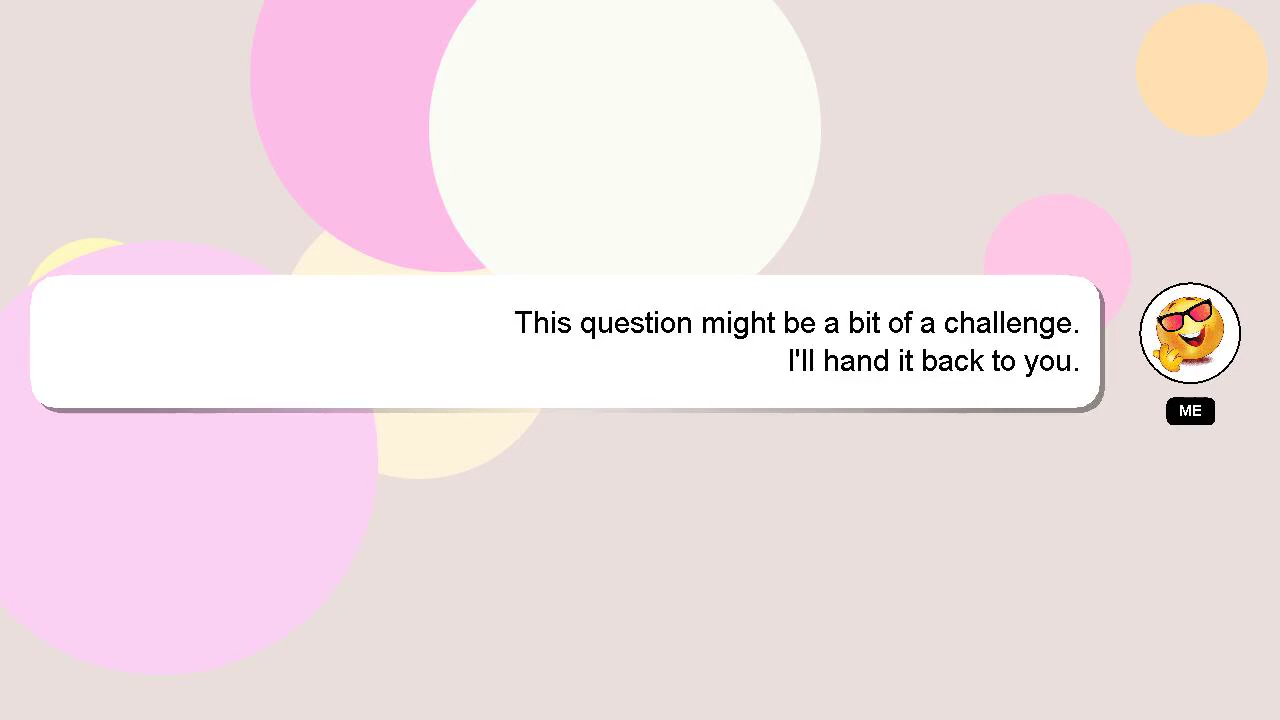 This question might be a bit of a challenge.
I'll hand it back to you.
ME